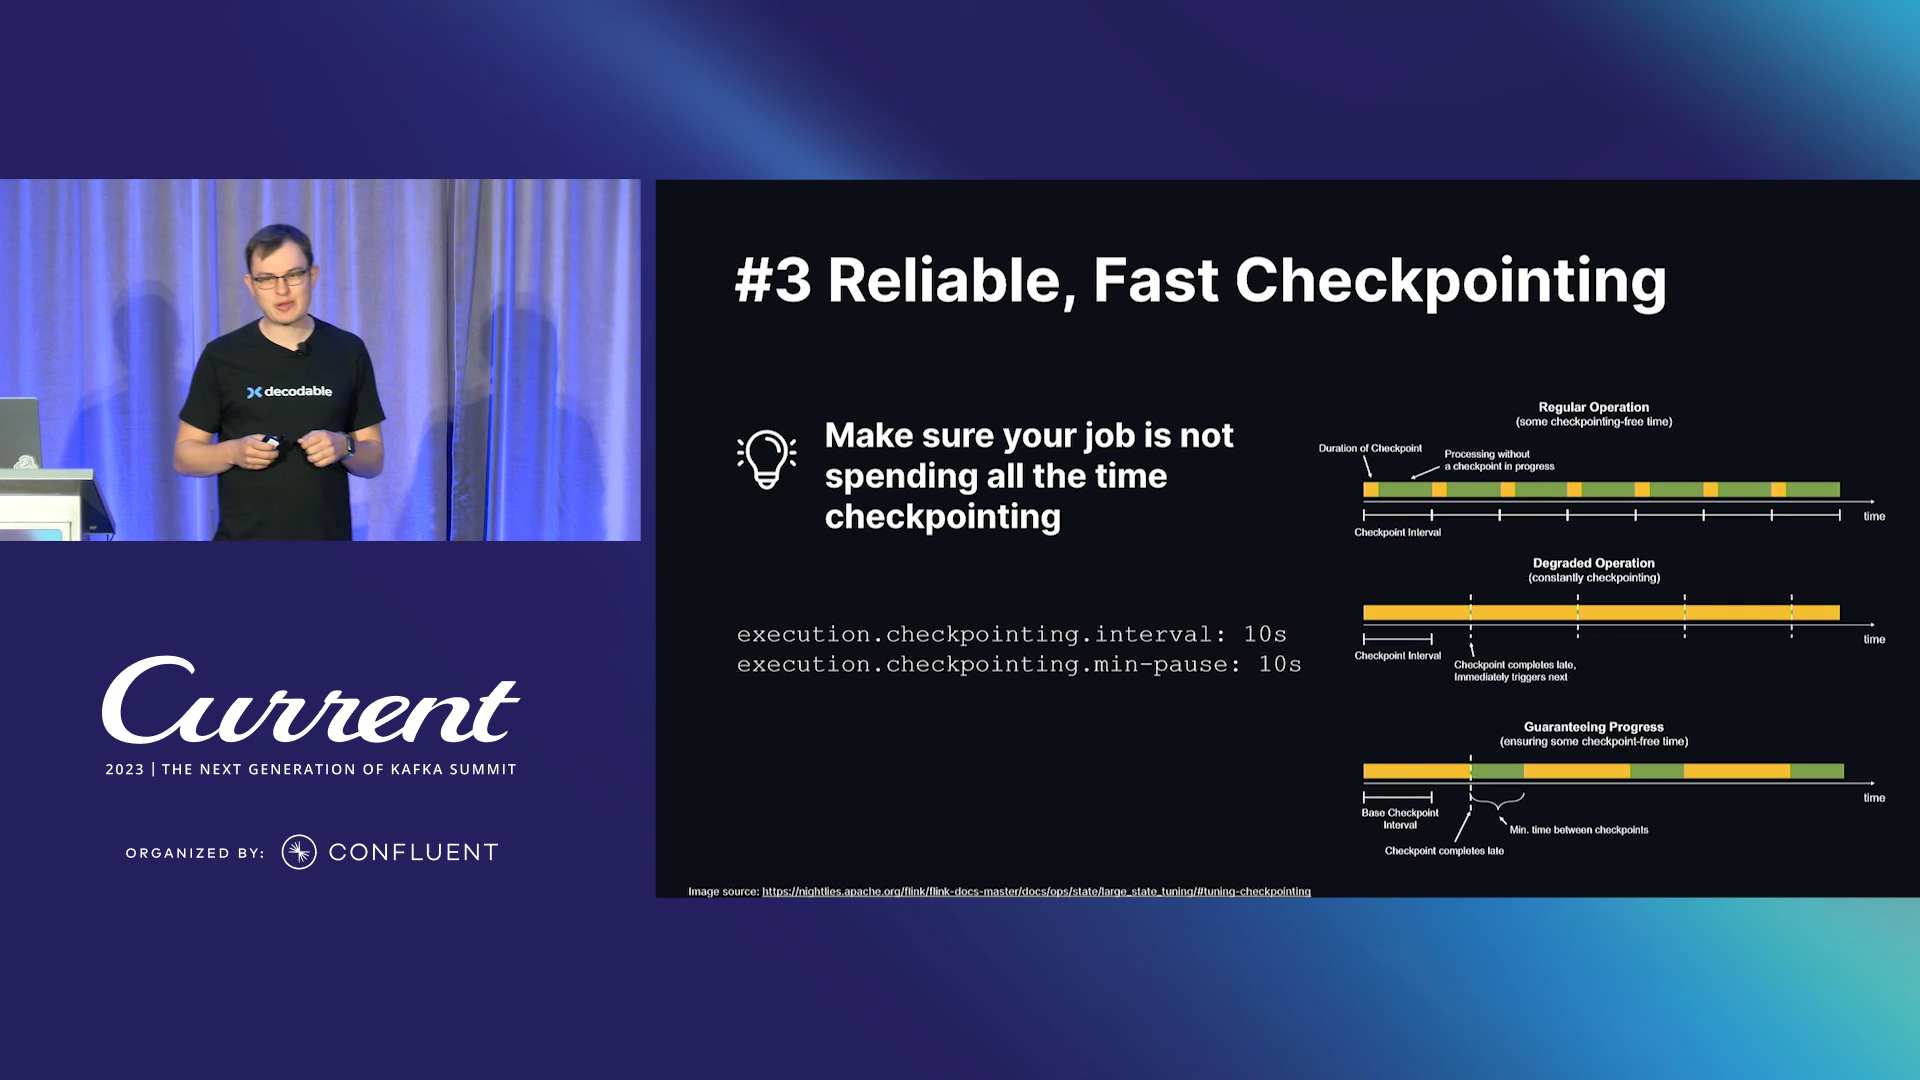 decodable
Current
2023 | THE NEXT GENERATION OF KAFKA SUMMIT
ORGANIZED BY: CONFLUENT
#3 Reliable, Fast Checkpointing
Make sure your job is not
spending all the time
checkpointing
execution.checkpointing.interval: 10s
execution.checkpointing.min-pause: 10s
Regular Operation
(some checkpointing-free time)
Duration of Checkpoint
Processing without
a checkpoint in progress
time
Checkpoint Interval
Degraded Operation
(constantly checkpointing)
time
Checkpoint Interval
Checkpoint completes late,
Immediately triggers next
Guaranteeing Progress
(ensuring some checkpoint-free time)
time
Base Checkpoint
Interval
Min. time between checkpoints
Checkpoint completes late
Image source: https://nightlies.apache.org/flink/flink-docs-master/docs/ops/state/large_state_tuning/#tuning-checkpointing